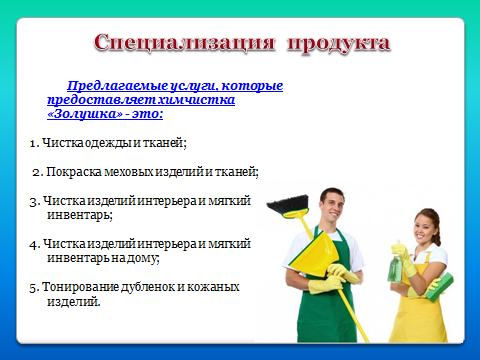 Специализация продукта
Предлагаемые услуги, которые
предоставляет химчистка
«Золушка» - это:
1. Чистка одежды и тканей;
2. Покраска меховых изделий и тканей;
3. Чистка изделий интерьера и мягкий
инвентарь;
4. Чистка изделий интерьера и мягкий
инвентарь на дому;
5. Тонирование дубленок и кожаных
изделий.